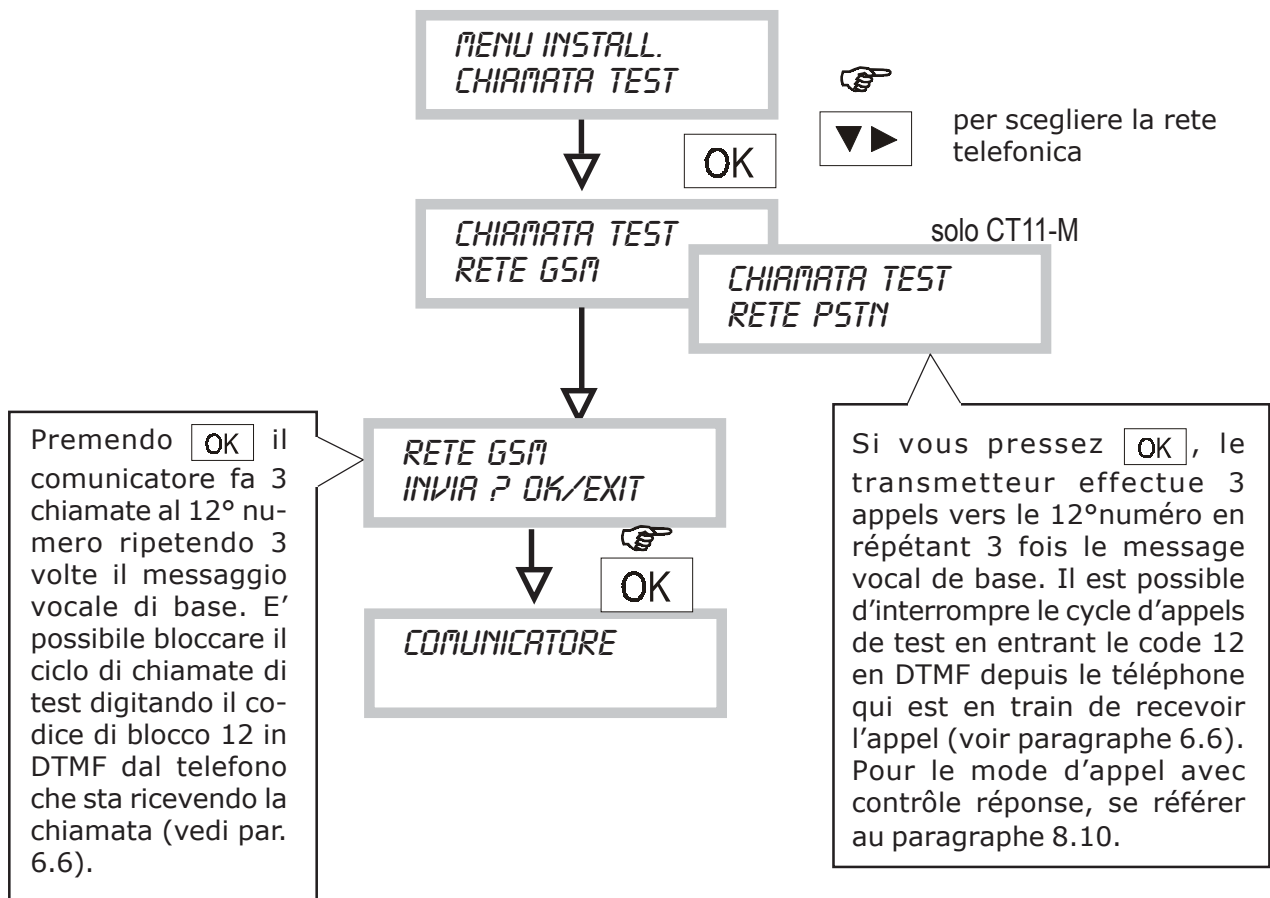 MENU INSTALL.
CHIAMATA TEST
OK
per scegliere la rete
telefonica
CHIAMATA TEST
RETE GSM
solo CT11-M
CHIAMATA TEST
RETE PSTN
Premendo OK il
comunicatore fa 3
chiamate al 12° nu-
mero ripetendo 3
volte il messaggio
vocale di base. E’
possibile bloccare il
ciclo di chiamate di
test digitando il co-
dice di blocco 12 in
DTMF dal telefono
che sta ricevendo la
chiamata (vedi par.
6.6).
RETE GSM
INVIA ? OK/EXIT
OK
COMUNICATORE
Si vous pressez OK, le
transmetteur effectue 3
appels vers le 12°numéro en
répétant 3 fois le message
vocal de base. Il est possible
d’interrompre le cycle d’appels
de test en entrant le code 12
en DTMF depuis le téléphone
qui est en train de recevoir
l’appel (voir paragraphe 6.6).
Pour le mode d’appel avec
contrôle réponse, se référer
au paragraphe 8.10.